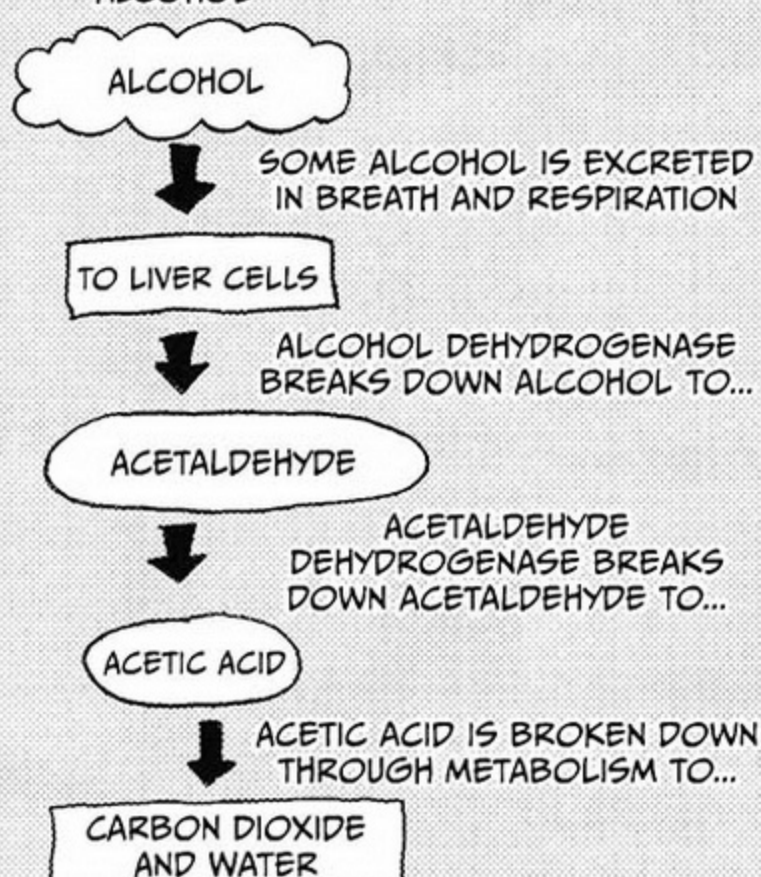 ALCOHOL
ALCOHOL
SOME ALCOHOL IS EXCRETED
IN BREATH AND RESPIRATION
TO LIVER CELLS
ALCOHOL DEHYDROGENASE
BREAKS DOWN ALCOHOL TO...
ACETALDEHYDE
ACETALDEHYDE
DEHYDROGENASE BREAKS
DOWN ACETALDEHYDE TO...
ACETIC ACID
ACETIC ACID IS BROKEN DOWN
THROUGH METABOLISM TO...
CARBON DIOXIDE
AND WATER